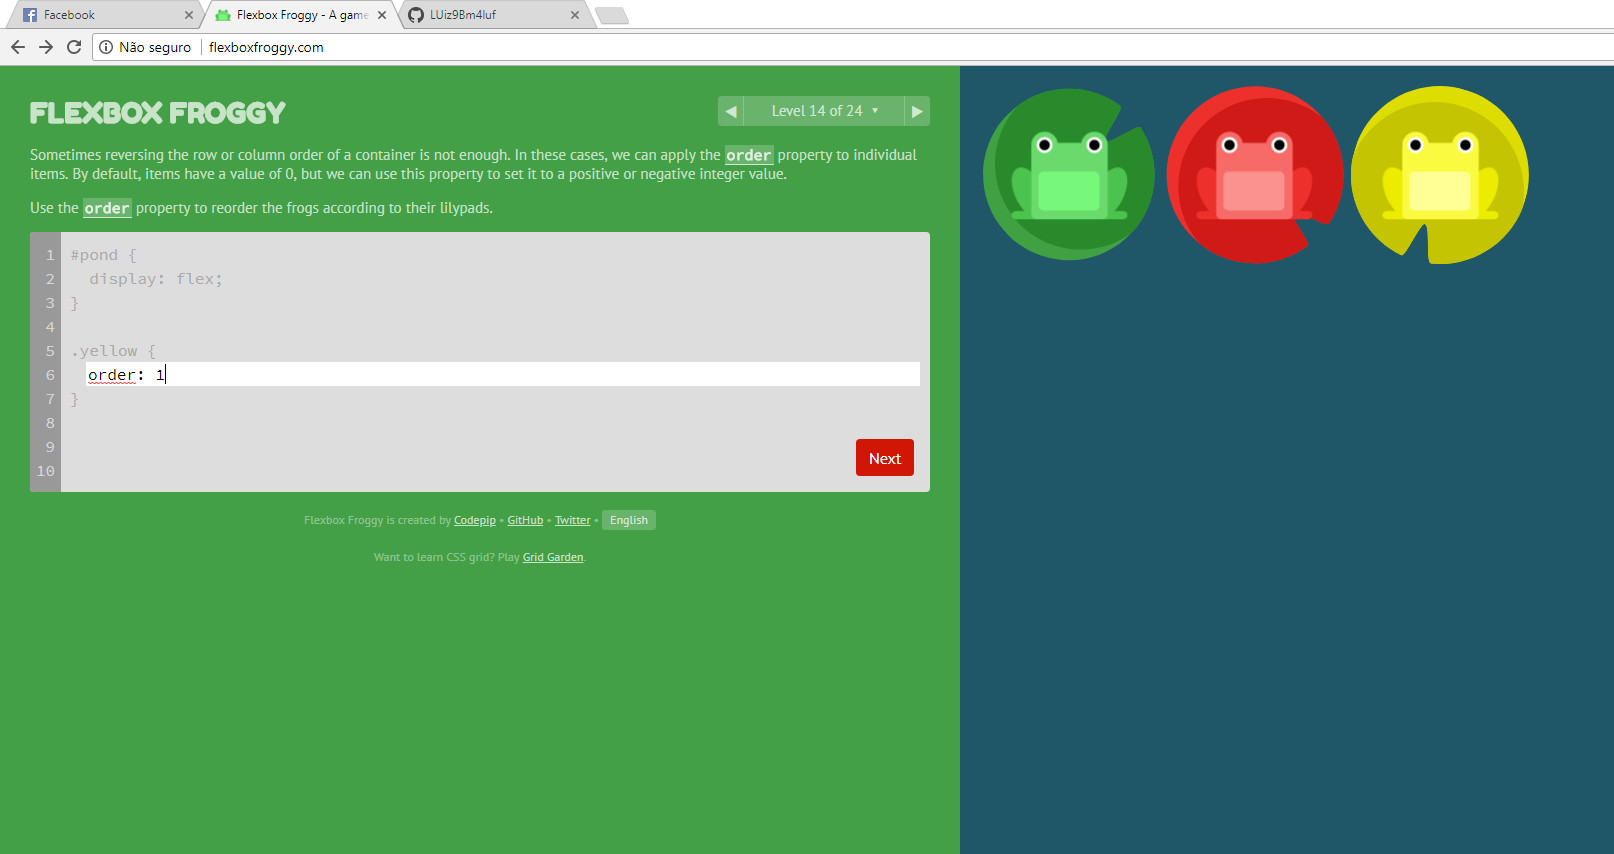 Facebook
Flexbox Froggy - A game
LUiz9Bm4luf
Não seguro
flexboxfroggy.com
FLEXBOX FROGGY
◀ Level 14 of 24 ▾ ▶
Sometimes reversing the row or column order of a container is not enough. In these cases, we can apply the order property to individual
items. By default, items have a value of 0, but we can use this property to set it to a positive or negative integer value.
Use the order property to reorder the frogs according to their lilypads.
1 #pond {
2 display: flex;
3 }
4
5 .yellow {
6 order: 1
7 }
8
9
10
Next
Flexbox Froggy is created by Codepip • GitHub • Twitter • English
Want to learn CSS grid? Play Grid Garden.